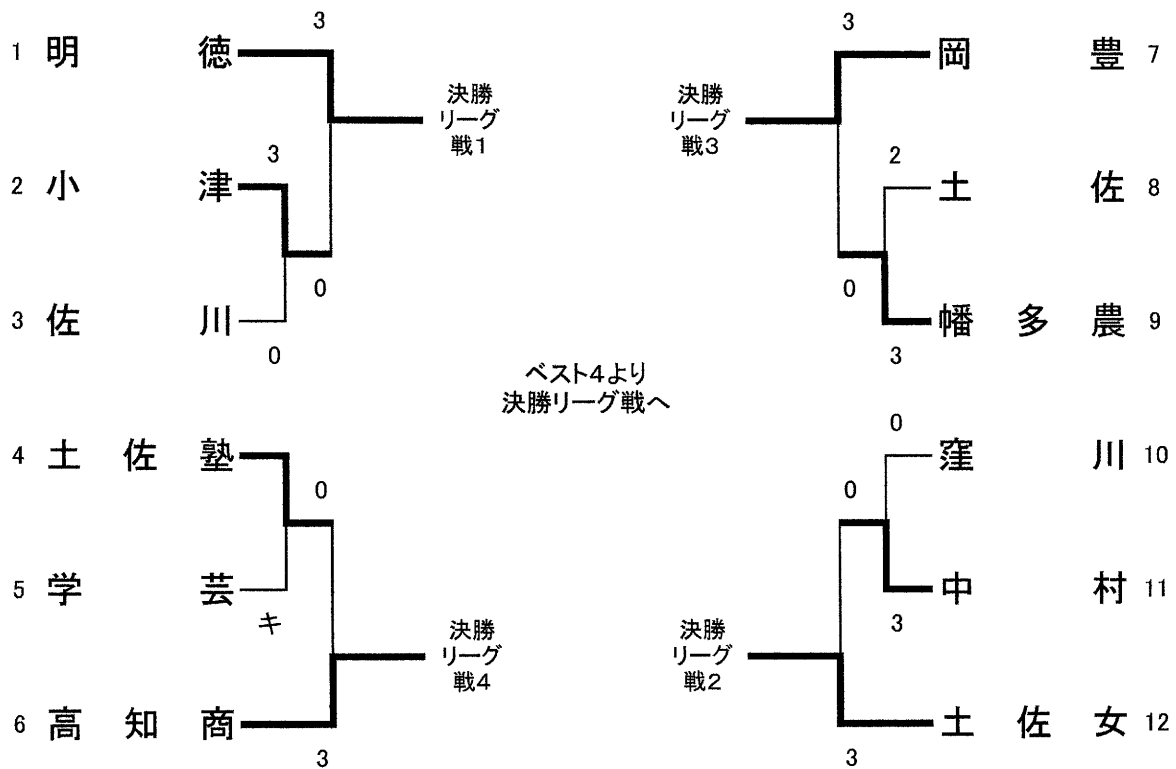 3
1 明徳
決勝
リーグ
戦1
3
2 小津
0
3 佐川
0
3
岡豊 7
決勝
リーグ
戦3
2
土佐 8
0
幡多農 9
3
ベスト4より
決勝リーグ戦へ
4 土佐塾
0
5 学芸
キ
決勝
リーグ
戦4
6 高知商
3
0
窪川 10
0
中村 11
3
決勝
リーグ
戦2
土佐女 12
3